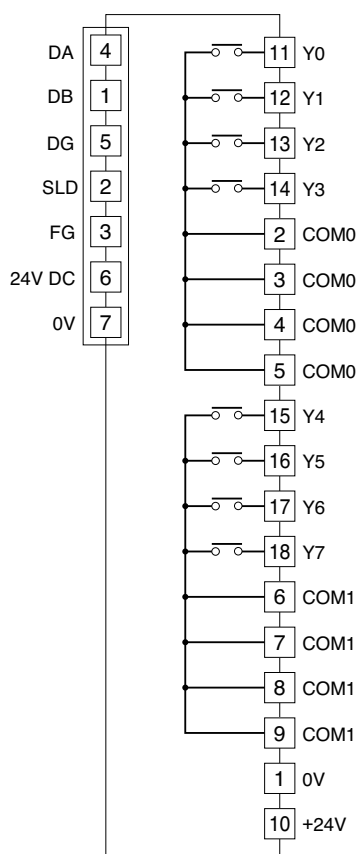 DA 4
DB 1
DG 5
SLD 2
FG 3
24V DC 6
0V 7
11 Y0
12 Y1
13 Y2
14 Y3
2 COM0
3 COM0
4 COM0
5 COM0
15 Y4
16 Y5
17 Y6
18 Y7
6 COM1
7 COM1
8 COM1
9 COM1
1 0V
10 +24V